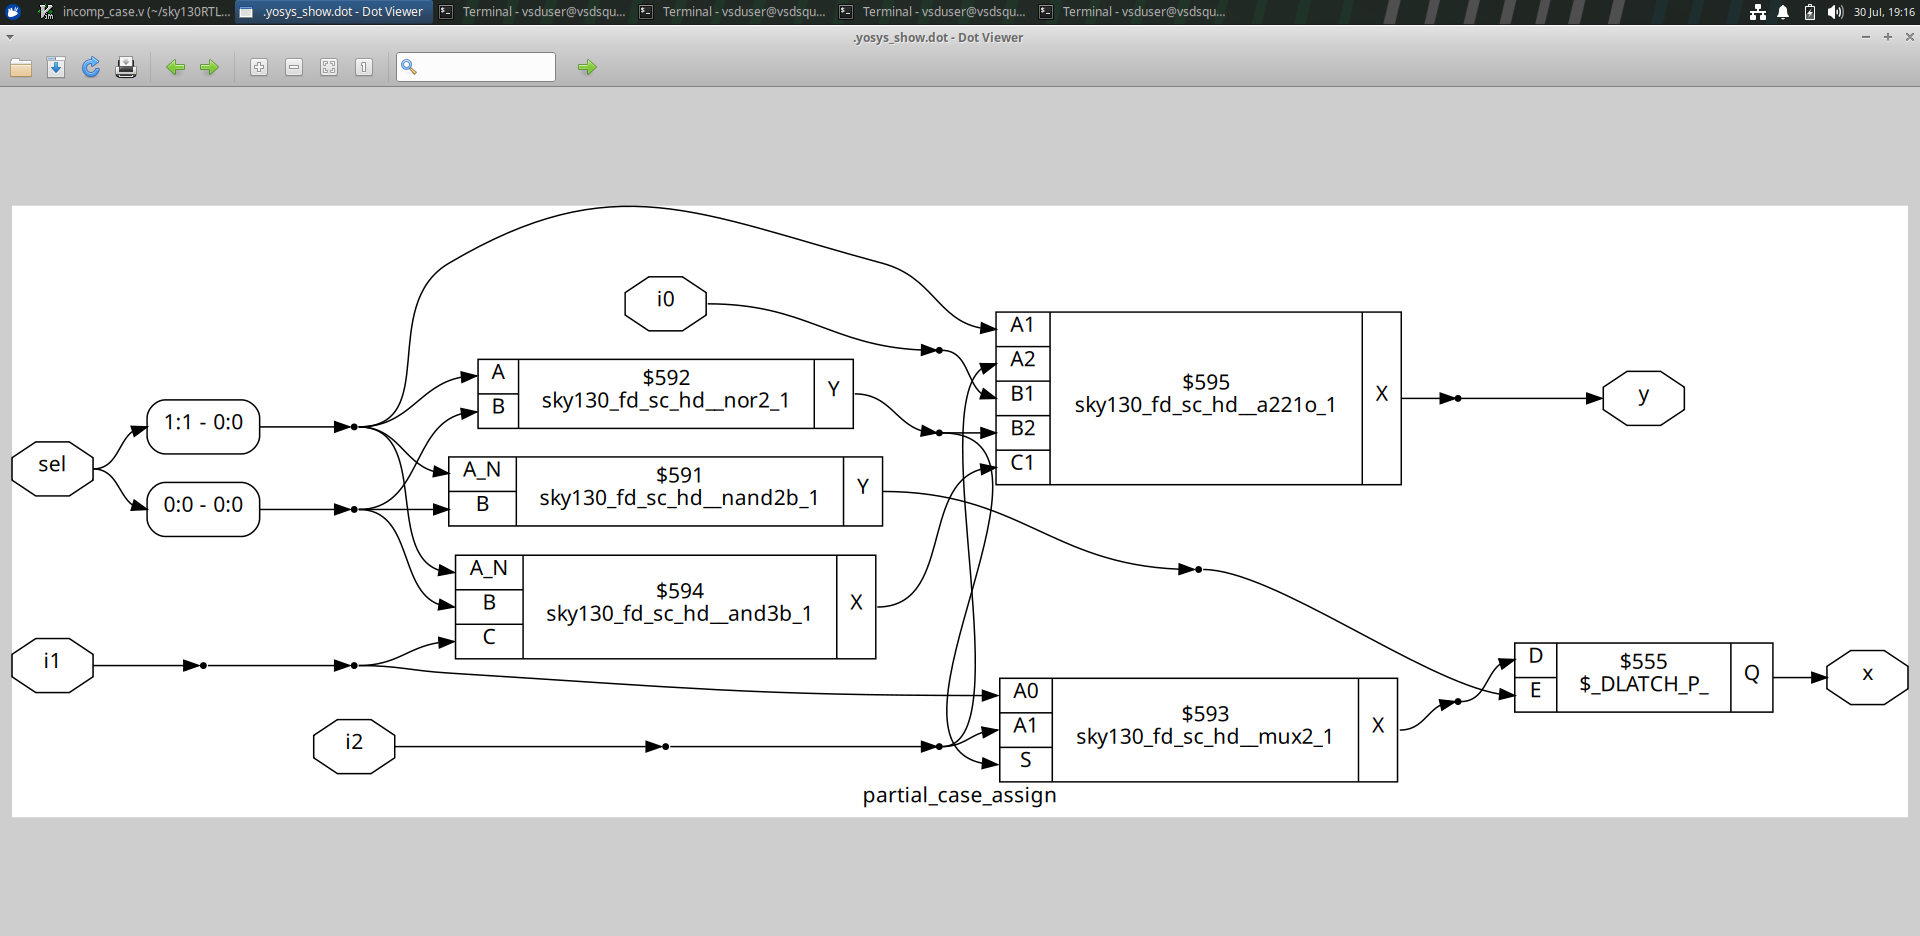 incomp_case.v (~/sky130RTL...
.yosys_show.dot - Dot Viewer
Terminal - vsduser@vsdsqu...
Terminal - vsduser@vsdsqu...
Terminal - vsduser@vsdsqu...
Terminal - vsduser@vsdsqu...
30 Jul, 19:16
.yosys_show.dot - Dot Viewer
1
i0
A1
A2
B1
B2
C1
$595
sky130_fd_sc_hd__a221o_1
X
y
A
B
$592
sky130_fd_sc_hd__nor2_1
Y
1:1 - 0:0
sel
0:0 - 0:0
A_N
B
$591
sky130_fd_sc_hd__nand2b_1
Y
A_N
B
C
$594
sky130_fd_sc_hd__and3b_1
X
i1
i2
A0
A1
S
$593
sky130_fd_sc_hd__mux2_1
X
D
E
$555
$_DLATCH_P_
Q
x
partial_case_assign